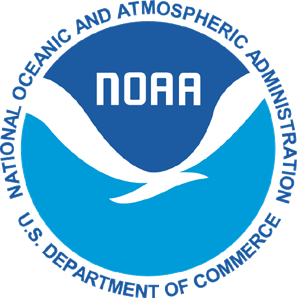 NATIONAL OCEANIC AND ATMOSPHERIC ADMINISTRATION
NOAA
U.S. DEPARTMENT OF COMMERCE